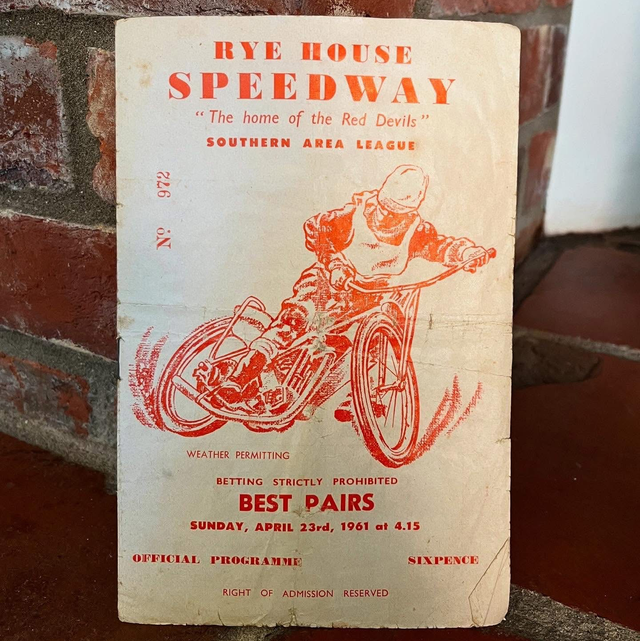 RYE HOUSE
SPEEDWAY
"The home of the Red Devils"
SOUTHERN AREA LEAGUE
Nº 972
WEATHER PERMITTING
BETTING STRICTLY PROHIBITED
BEST PAIRS
SUNDAY, APRIL 23rd, 1961 at 4.15
OFFICIAL PROGRAMME SIXPENCE
RIGHT OF ADMISSION RESERVED